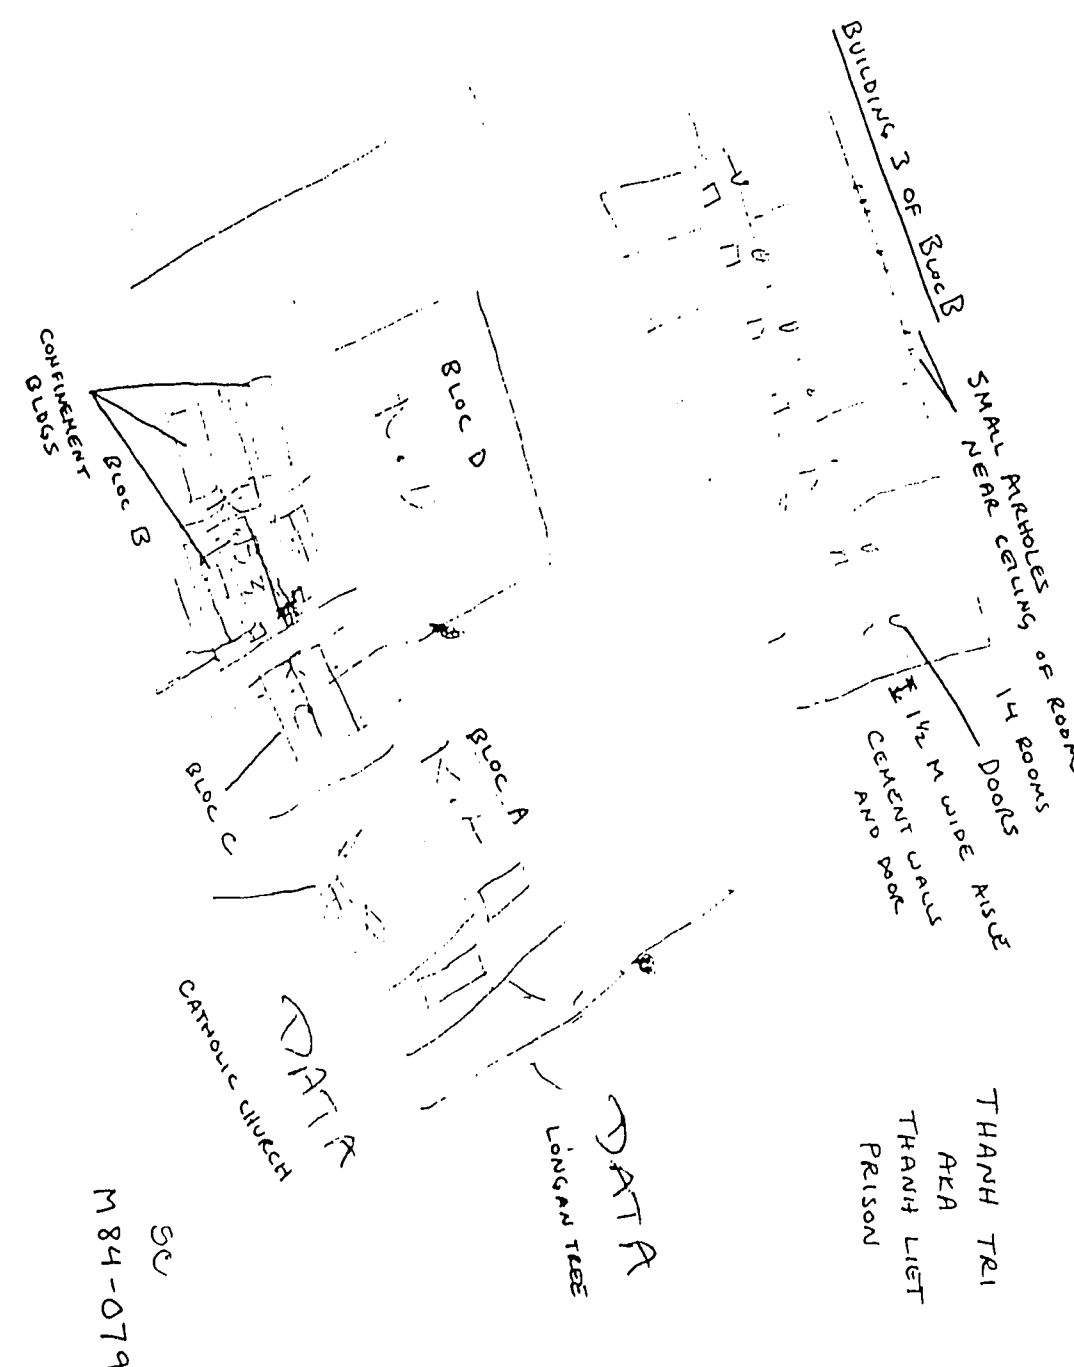 BUILDING 3 OF BLOC B
SMALL AIRHOLES
NEAR CEILING OF ROOM
14 ROOMS
DOORS
1 1/2 M WIDE AISLE
CEMENT WALLS
AND DOOR
BLOC D
CONFINEMENT
BLDGS
BLOC B
BLOC C
BLOC A
DATA
CATHOLIC CHURCH
DATA
LONGAN TREE
THANH TRI
AKA
THANH LIET
PRISON
SC
M84-079